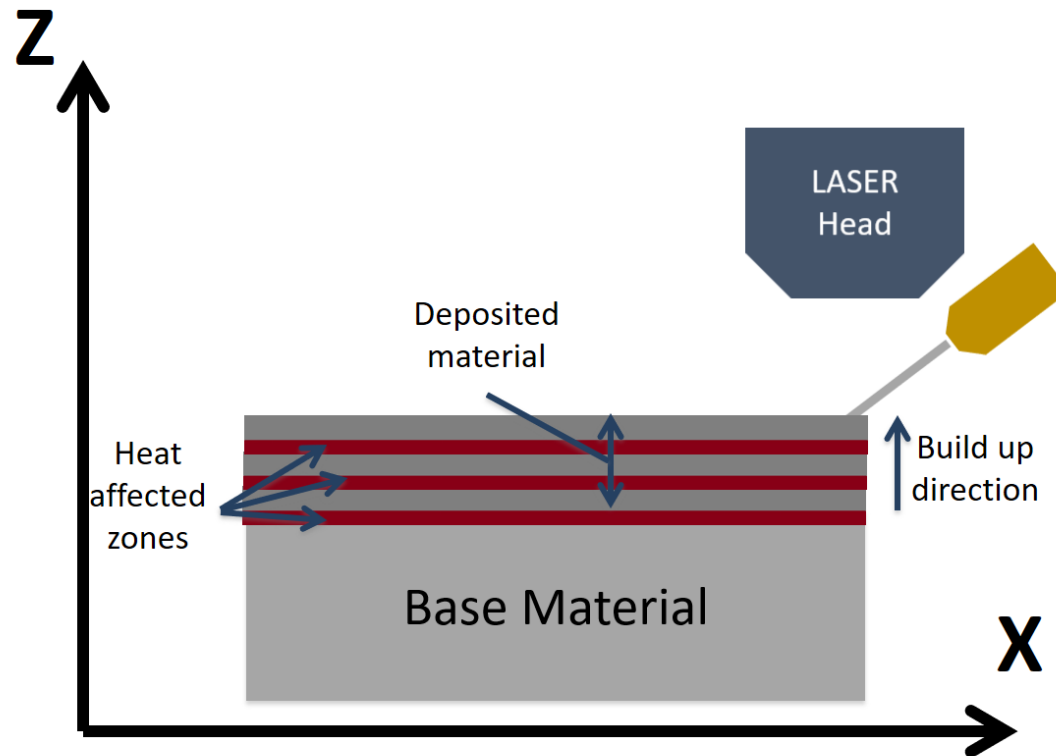 Z
LASER
Head
Deposited
material
Heat
affected
zones
Build up
direction
Base Material
X